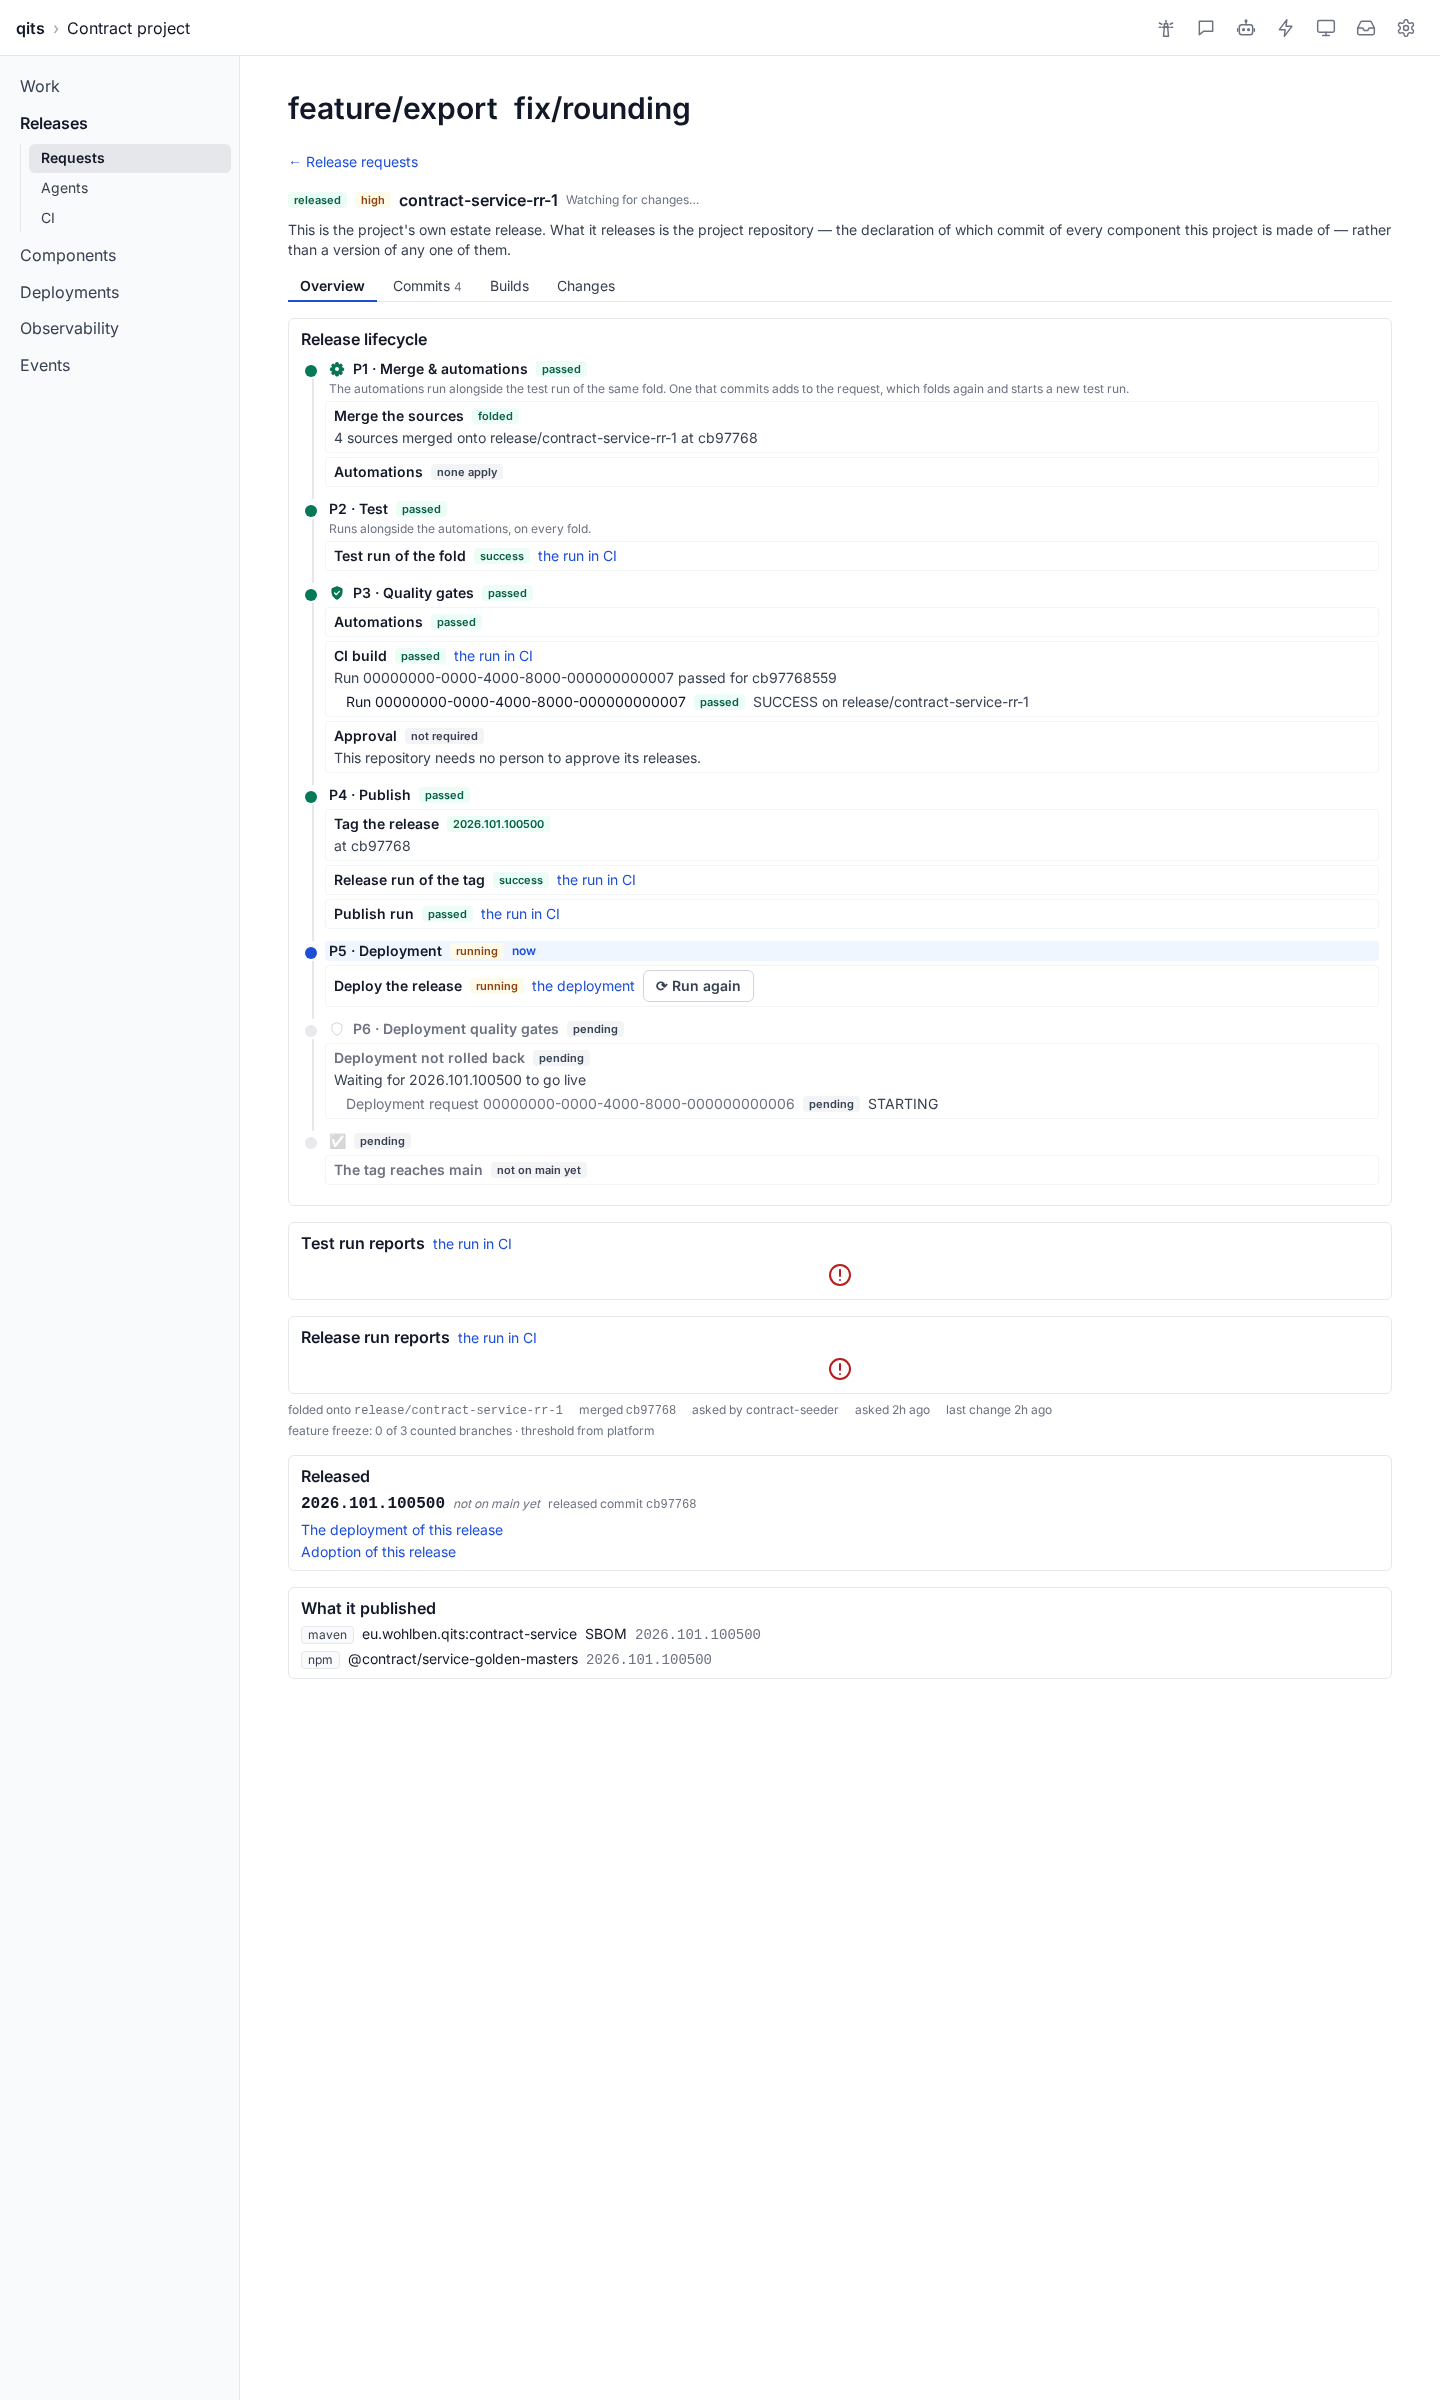 qits › Contract project
Work
Releases
Requests
Agents
CI
Components
Deployments
Observability
Events
feature/export fix/rounding
← Release requests
released high contract-service-rr-1 Watching for changes…
This is the project's own estate release. What it releases is the project repository — the declaration of which commit of every component this project is made of — rather
than a version of any one of them.
Overview Commits 4 Builds Changes
Release lifecycle
P1 · Merge & automations passed
The automations run alongside the test run of the same fold. One that commits adds to the request, which folds again and starts a new test run.
Merge the sources folded
4 sources merged onto release/contract-service-rr-1 at cb97768
Automations none apply
P2 · Test passed
Runs alongside the automations, on every fold.
Test run of the fold success the run in CI
P3 · Quality gates passed
Automations passed
CI build passed the run in CI
Run 00000000-0000-4000-8000-000000000007 passed for cb97768559
Run 00000000-0000-4000-8000-000000000007 passed SUCCESS on release/contract-service-rr-1
Approval not required
This repository needs no person to approve its releases.
P4 · Publish passed
Tag the release 2026.101.100500
at cb97768
Release run of the tag success the run in CI
Publish run passed the run in CI
P5 · Deployment running now
Deploy the release running the deployment ⟳ Run again
P6 · Deployment quality gates pending
Deployment not rolled back pending
Waiting for 2026.101.100500 to go live
Deployment request 00000000-0000-4000-8000-000000000006 pending STARTING
pending
The tag reaches main not on main yet
Test run reports the run in CI
Release run reports the run in CI
folded onto release/contract-service-rr-1 merged cb97768 asked by contract-seeder asked 2h ago last change 2h ago
feature freeze: 0 of 3 counted branches · threshold from platform
Released
2026.101.100500 not on main yet released commit cb97768
The deployment of this release
Adoption of this release
What it published
maven eu.wohlben.qits:contract-service SBOM 2026.101.100500
npm @contract/service-golden-masters 2026.101.100500